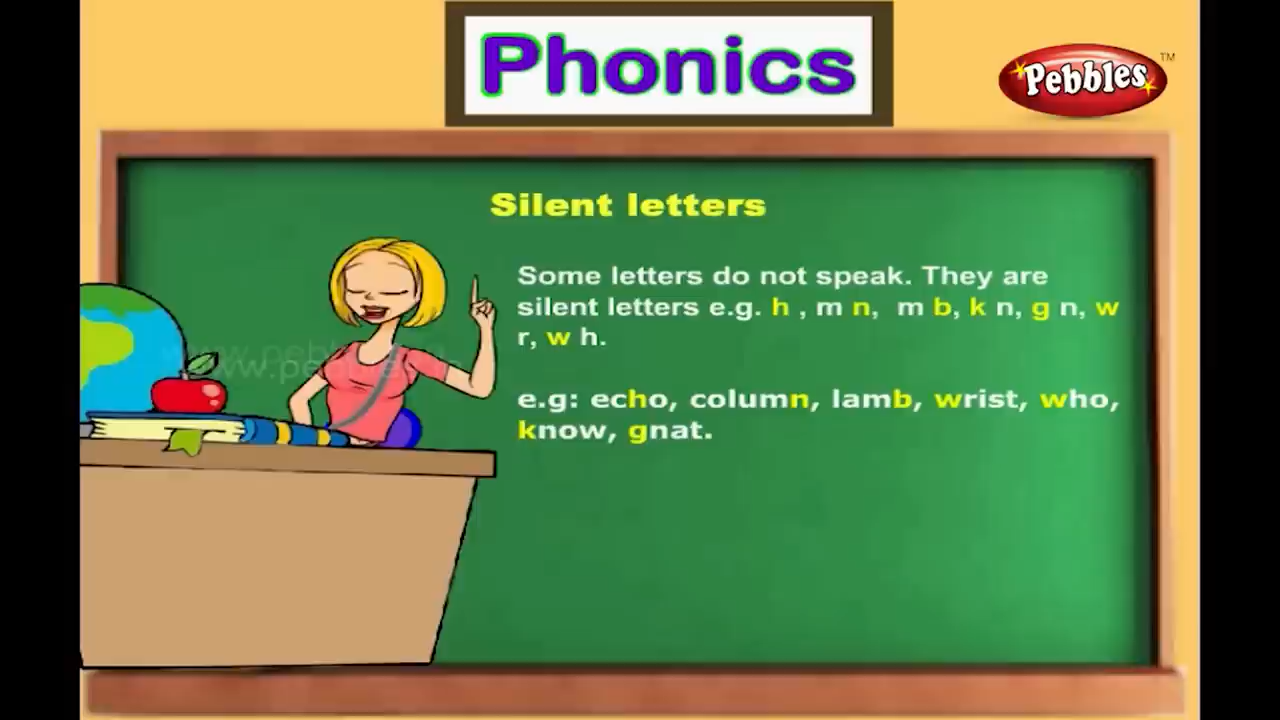 Phonics
Pebbles™
Silent letters
Some letters do not speak. They are
silent letters e.g. h , m n,  m b, k n, g n, w
r, w h.
e.g: echo, column, lamb, wrist, who,
know, gnat.